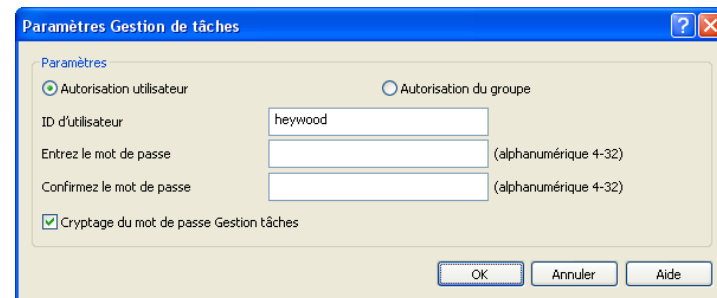 Paramètres Gestion de tâches
Paramètres
Autorisation utilisateur Autorisation du groupe
ID d'utilisateur heywood
Entrez le mot de passe (alphanumérique 4-32)
Confirmez le mot de passe (alphanumérique 4-32)
Cryptage du mot de passe Gestion tâches
OK Annuler Aide